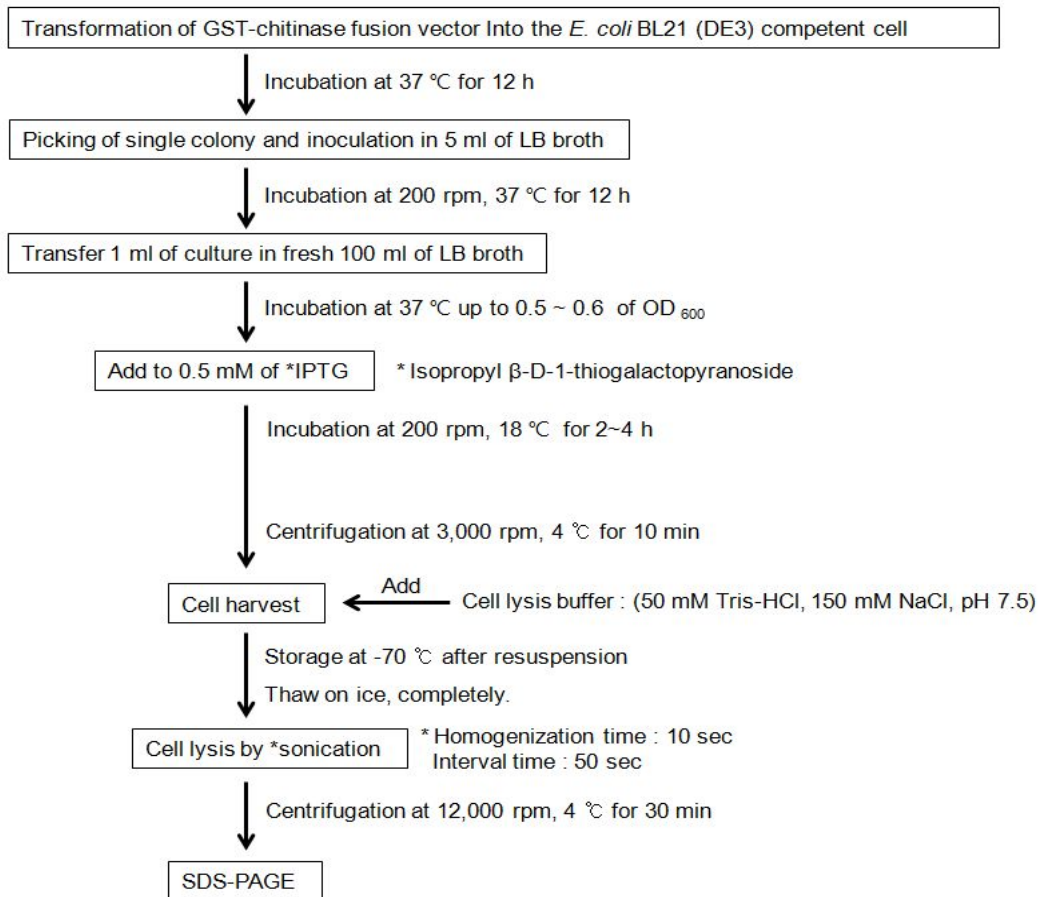 Transformation of GST-chitinase fusion vector Into the E. coli BL21 (DE3) competent cell
Incubation at 37 ℃ for 12 h
Picking of single colony and inoculation in 5 ml of LB broth
Incubation at 200 rpm, 37 ℃ for 12 h
Transfer 1 ml of culture in fresh 100 ml of LB broth
Incubation at 37 ℃ up to 0.5 ~ 0.6 of OD 600
Add to 0.5 mM of *IPTG * Isopropyl β-D-1-thiogalactopyranoside
Incubation at 200 rpm, 18 ℃ for 2~4 h
Centrifugation at 3,000 rpm, 4 ℃ for 10 min
Add
Cell harvest Cell lysis buffer : (50 mM Tris-HCl, 150 mM NaCl, pH 7.5)
Storage at -70 ℃ after resuspension
Thaw on ice, completely.
Cell lysis by *sonication * Homogenization time : 10 sec
Interval time : 50 sec
Centrifugation at 12,000 rpm, 4 ℃ for 30 min
SDS-PAGE